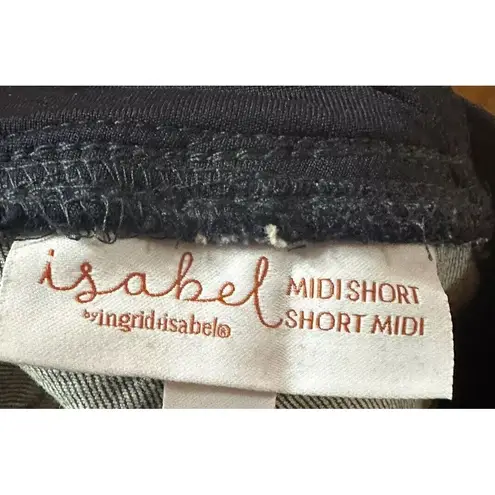 isabel
by ingrid+isabel®
MIDI SHORT
SHORT MIDI